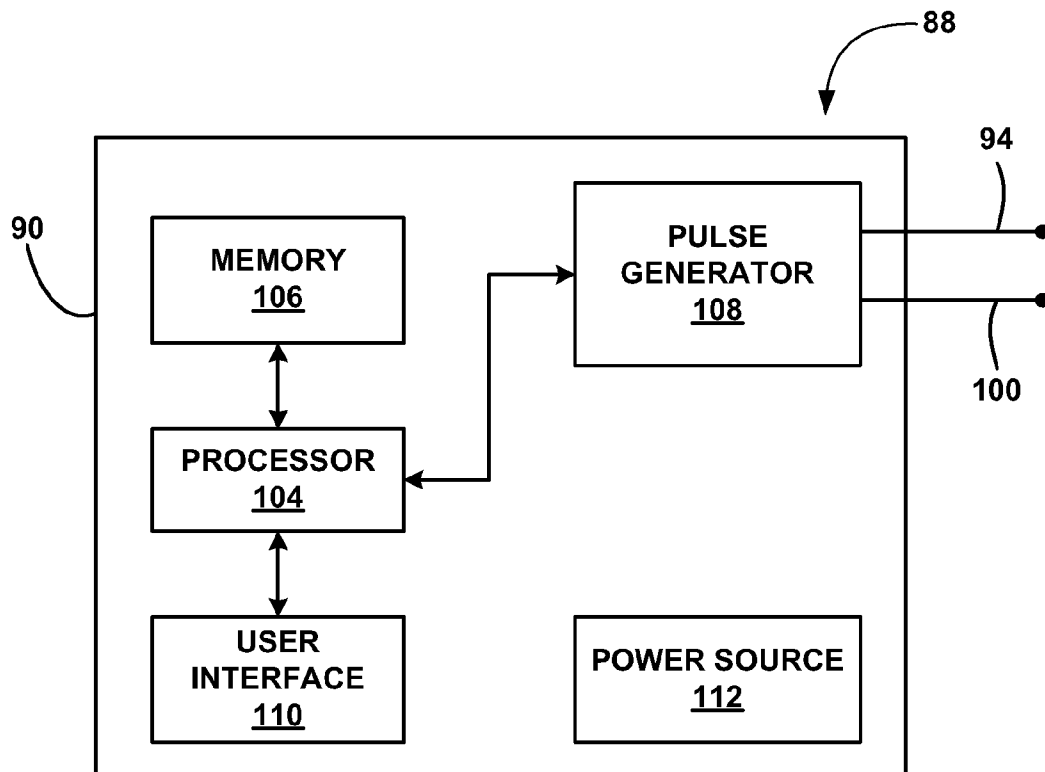 88
94
90
MEMORY
106
PULSE
GENERATOR
108
100
PROCESSOR
104
USER
INTERFACE
110
POWER SOURCE
112